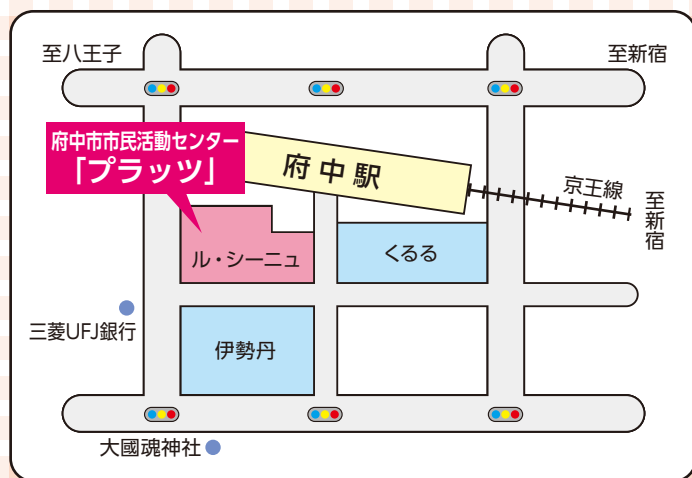 至八王子
至新宿
府中市市民活動センター
「プラッツ」
府中駅
京王線
至新宿
ル・シーニュ
くるる
三菱UFJ銀行
伊勢丹
大國魂神社